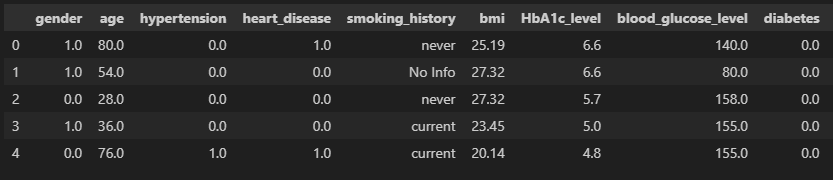 gender age hypertension heart_disease smoking_history bmi HbA1c_level blood_glucose_level diabetes
0 1.0 80.0 0.0 1.0 never 25.19 6.6 140.0 0.0
1 1.0 54.0 0.0 0.0 No Info 27.32 6.6 80.0 0.0
2 0.0 28.0 0.0 0.0 never 27.32 5.7 158.0 0.0
3 1.0 36.0 0.0 0.0 current 23.45 5.0 155.0 0.0
4 0.0 76.0 1.0 1.0 current 20.14 4.8 155.0 0.0